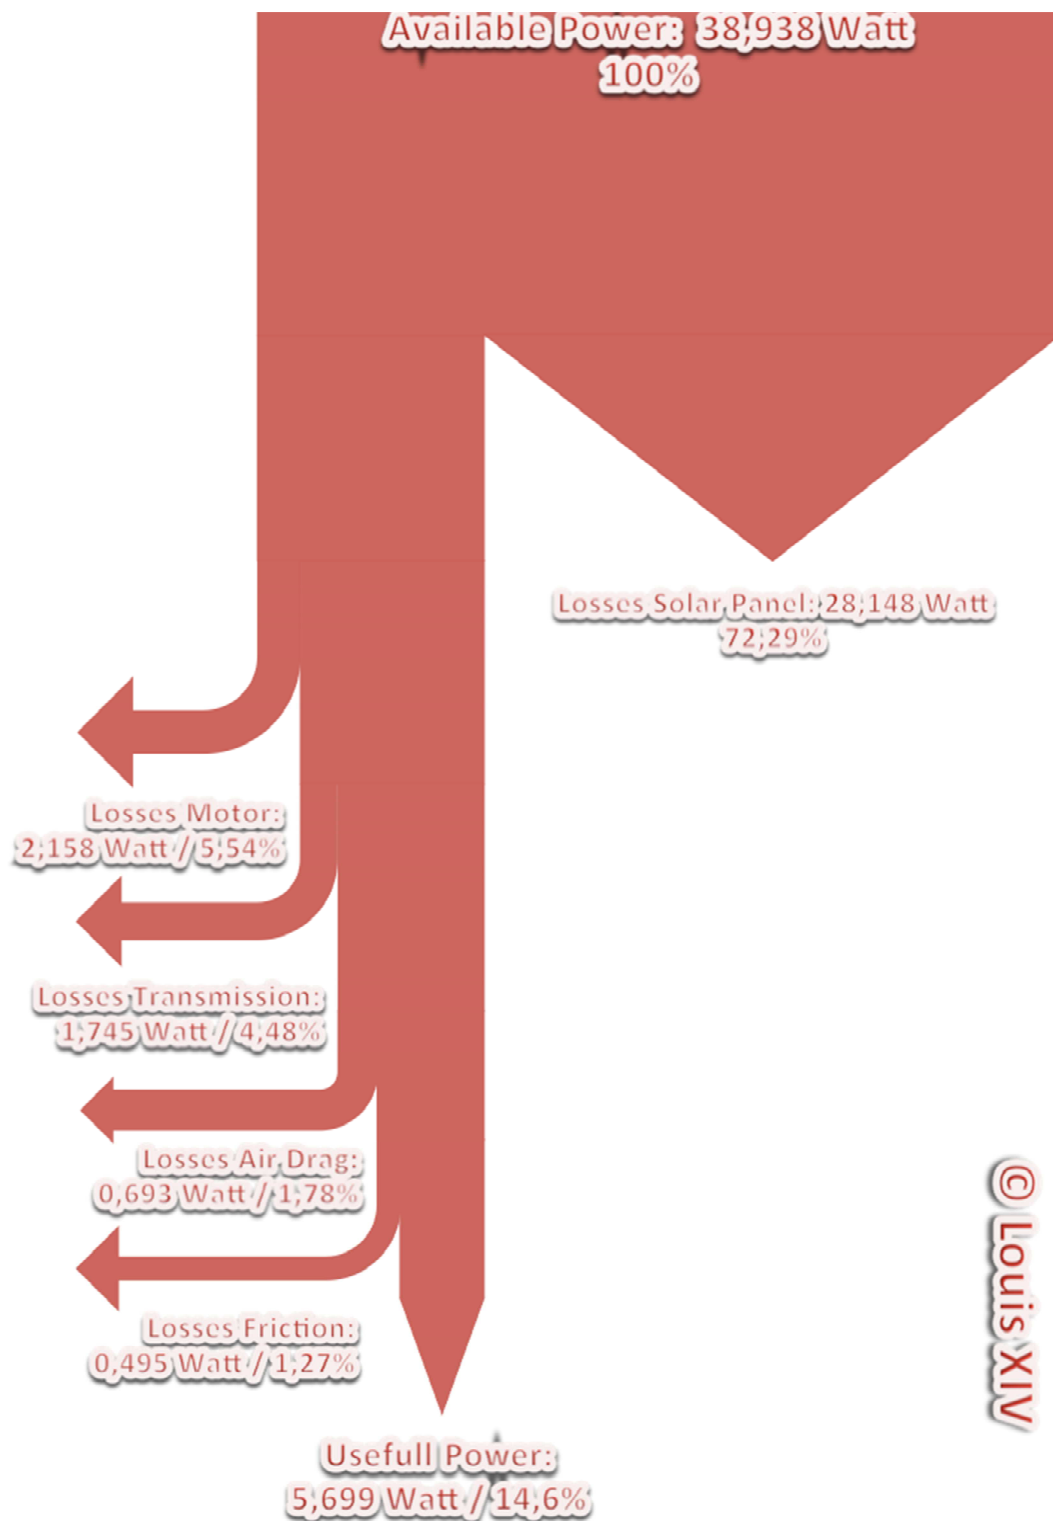 Available Power: 38,938 Watt
100%
Losses Solar Panel: 28,148 Watt
72,29%
Losses Motor:
2,158 Watt / 5,54%
Losses Transmission:
1,745 Watt / 4,48%
Losses Air Drag:
0,693 Watt / 1,78%
Losses Friction:
0,495 Watt / 1,27%
Usefull Power:
5,699 Watt / 14,6%
© Louis XIV